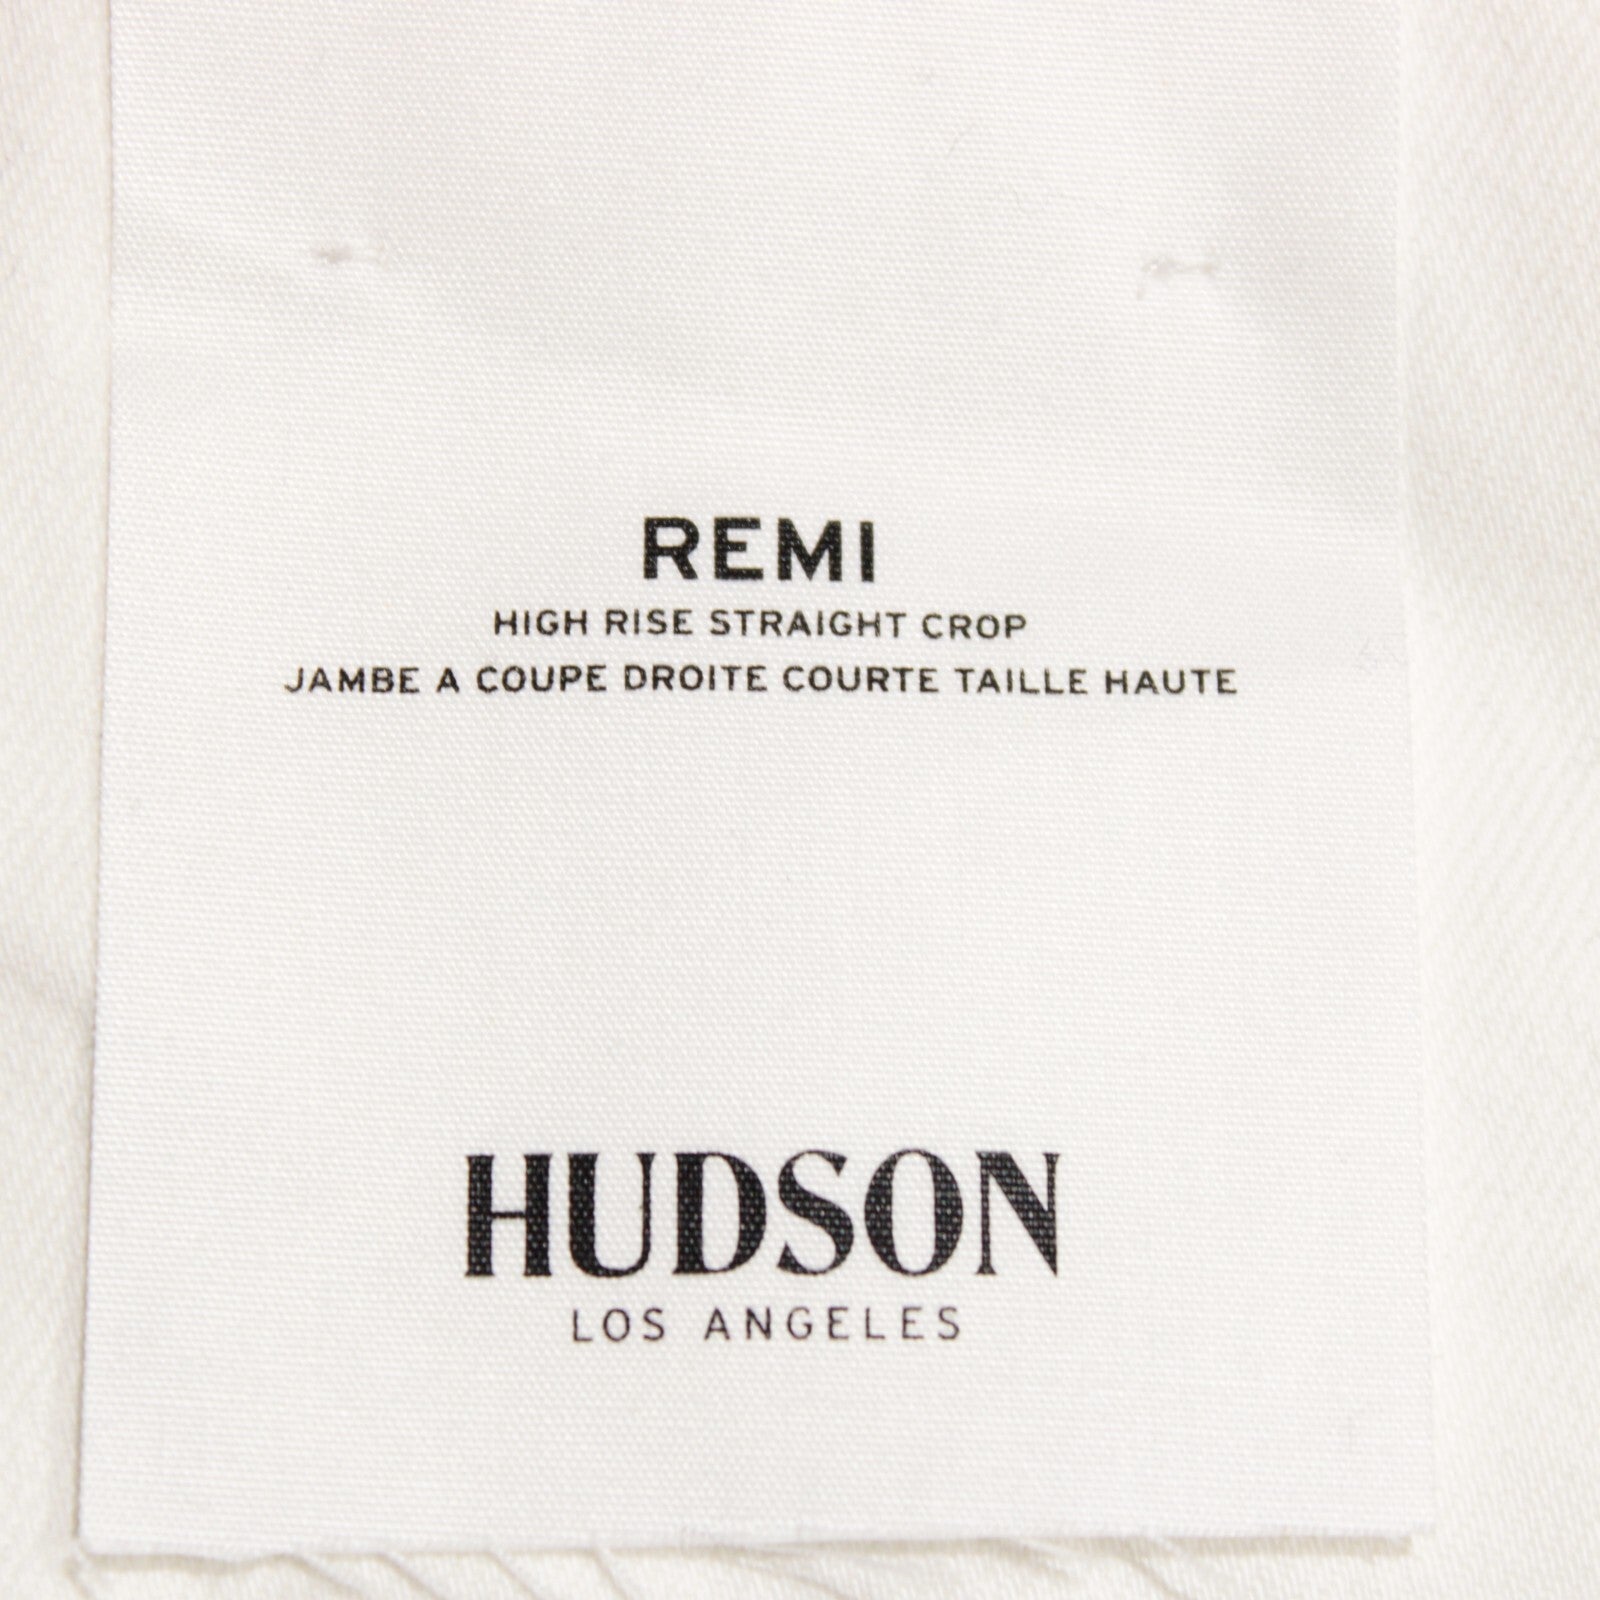 REMI
HIGH RISE STRAIGHT CROP
JAMBE A COUPE DROITE COURTE TAILLE HAUTE
HUDSON
LOS ANGELES